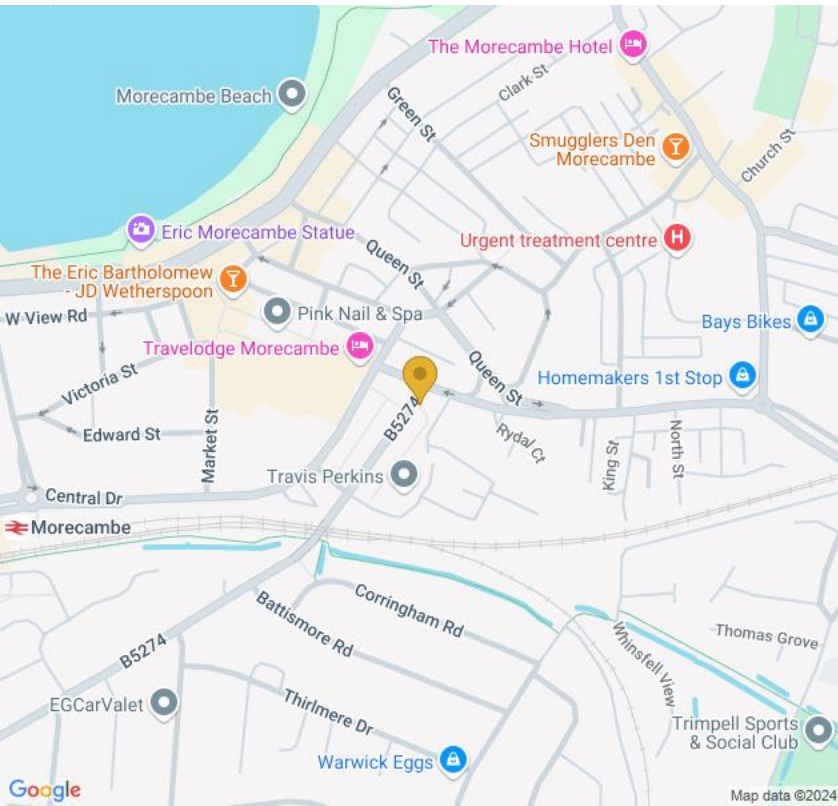 The Morecambe Hotel
Clark St
Morecambe Beach
Green St
Smugglers Den
Morecambe
Church St
Eric Morecambe Statue
Urgent treatment centre
H
Queen St
The Eric Bartholomew
- JD Wetherspoon
Pink Nail & Spa
W View Rd
Bays Bikes
Travelodge Morecambe
Queen St
Homemakers 1st Stop
Victoria St
B5274
Edward St
Market St
Rydal Ct
King St
North St
Travis Perkins
Central Dr
Morecambe
Corringham Rd
Battismore Rd
Whinsfell View
Thomas Grove
B5274
EGCarValet
Thirlmere Dr
Trimpell Sports
& Social Club
Warwick Eggs
Google
Map data ©2024